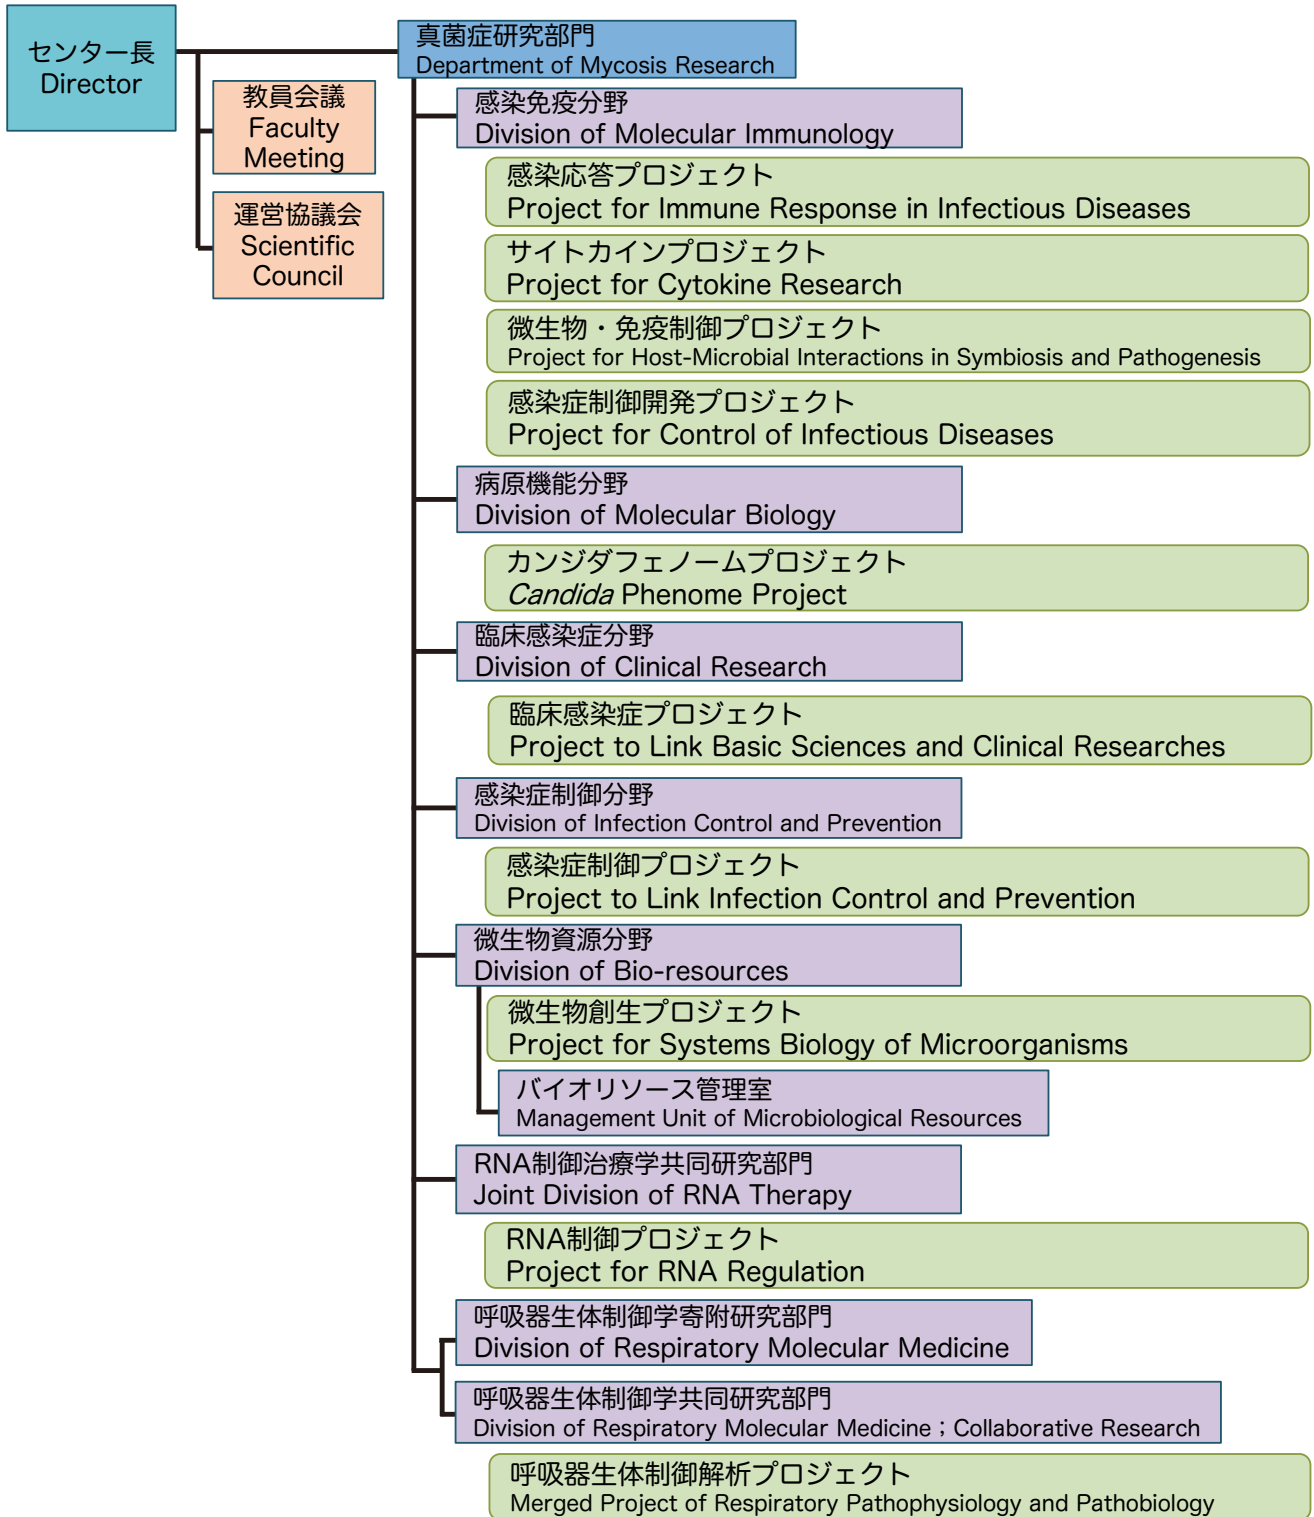 センター長
Director
教員会議
Faculty
Meeting
運営協議会
Scientific
Council
真菌症研究部門
Department of Mycosis Research
感染免疫分野
Division of Molecular Immunology
感染応答プロジェクト
Project for Immune Response in Infectious Diseases
サイトカインプロジェクト
Project for Cytokine Research
微生物・免疫制御プロジェクト
Project for Host-Microbial Interactions in Symbiosis and Pathogenesis
感染症制御開発プロジェクト
Project for Control of Infectious Diseases
病原機能分野
Division of Molecular Biology
カンジダフェノームプロジェクト
Candida Phenome Project
臨床感染症分野
Division of Clinical Research
臨床感染症プロジェクト
Project to Link Basic Sciences and Clinical Researches
感染症制御分野
Division of Infection Control and Prevention
感染症制御プロジェクト
Project to Link Infection Control and Prevention
微生物資源分野
Division of Bio-resources
微生物創生プロジェクト
Project for Systems Biology of Microorganisms
バイオリソース管理室
Management Unit of Microbiological Resources
RNA制御治療学共同研究部門
Joint Division of RNA Therapy
RNA制御プロジェクト
Project for RNA Regulation
呼吸器生体制御学寄附研究部門
Division of Respiratory Molecular Medicine
呼吸器生体制御学共同研究部門
Division of Respiratory Molecular Medicine；Collaborative Research
呼吸器生体制御解析プロジェクト
Merged Project of Respiratory Pathophysiology and Pathobiology